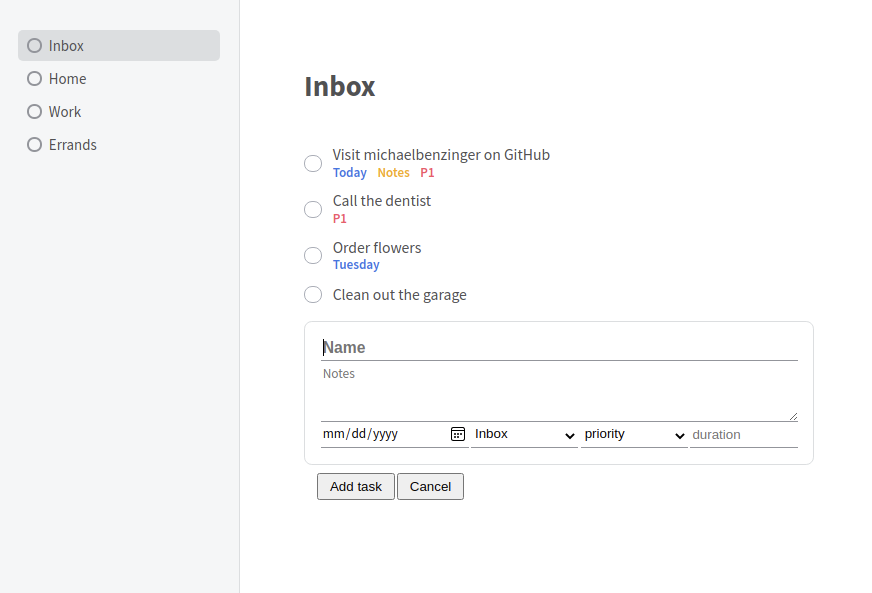 Inbox
Home
Work
Errands
Inbox
Visit michaelbenzinger on GitHub
Today Notes P1
Call the dentist
P1
Order flowers
Tuesday
Clean out the garage
Name
Notes
mm/dd/yyyy Inbox priority duration
Add task Cancel